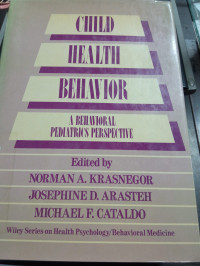 CHILD
HEALTH
BEHAVIOR
A BEHAVIORAL
PEDIATRICS PERSPECTIVE
Edited by
NORMAN A. KRASNEGOR
JOSEPHINE D. ARASTEH
MICHAEL F. CATALDO
Wiley Series on Health Psychology/Behavioral Medicine